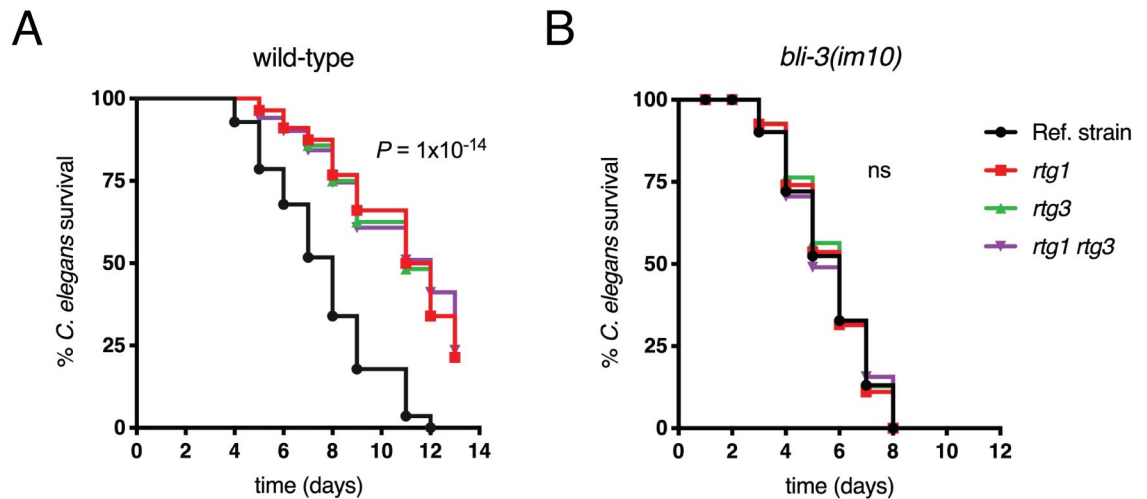 A
B
wild-type
bli-3(im10)
% C. elegans survival
100
75
50
25
0
P = 1x10-14
0 2 4 6 8 10 12 14
time (days)
% C. elegans survival
100
75
50
25
0
ns
0 2 4 6 8 10 12
time (days)
Ref. strain
rtg1
rtg3
rtg1 rtg3